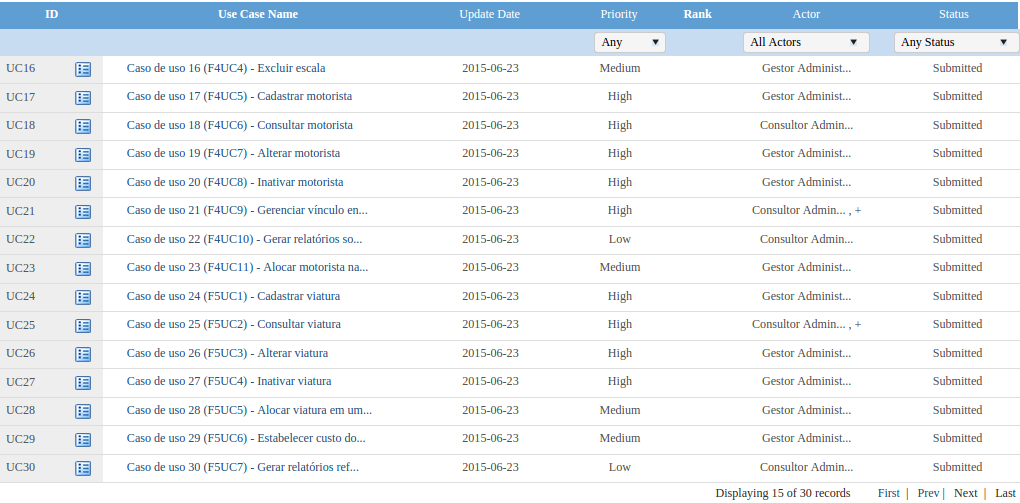 ID Use Case Name Update Date Priority Rank Actor Status
Any All Actors Any Status
UC16 Caso de uso 16 (F4UC4) - Excluir escala 2015-06-23 Medium Gestor Administ... Submitted
UC17 Caso de uso 17 (F4UC5) - Cadastrar motorista 2015-06-23 High Gestor Administ... Submitted
UC18 Caso de uso 18 (F4UC6) - Consultar motorista 2015-06-23 High Consultor Admin... Submitted
UC19 Caso de uso 19 (F4UC7) - Alterar motorista 2015-06-23 High Gestor Administ... Submitted
UC20 Caso de uso 20 (F4UC8) - Inativar motorista 2015-06-23 High Gestor Administ... Submitted
UC21 Caso de uso 21 (F4UC9) - Gerenciar vínculo en... 2015-06-23 High Consultor Admin... , + Submitted
UC22 Caso de uso 22 (F4UC10) - Gerar relatórios so... 2015-06-23 Low Consultor Admin... Submitted
UC23 Caso de uso 23 (F4UC11) - Alocar motorista na... 2015-06-23 Medium Gestor Administ... Submitted
UC24 Caso de uso 24 (F5UC1) - Cadastrar viatura 2015-06-23 High Gestor Administ... Submitted
UC25 Caso de uso 25 (F5UC2) - Consultar viatura 2015-06-23 High Consultor Admin... , + Submitted
UC26 Caso de uso 26 (F5UC3) - Alterar viatura 2015-06-23 High Gestor Administ... Submitted
UC27 Caso de uso 27 (F5UC4) - Inativar viatura 2015-06-23 High Gestor Administ... Submitted
UC28 Caso de uso 28 (F5UC5) - Alocar viatura em um... 2015-06-23 Medium Gestor Administ... Submitted
UC29 Caso de uso 29 (F5UC6) - Estabelecer custo do... 2015-06-23 Medium Gestor Administ... Submitted
UC30 Caso de uso 30 (F5UC7) - Gerar relatórios ref... 2015-06-23 Low Consultor Admin... Submitted
Displaying 15 of 30 records First | Prev | Next | Last